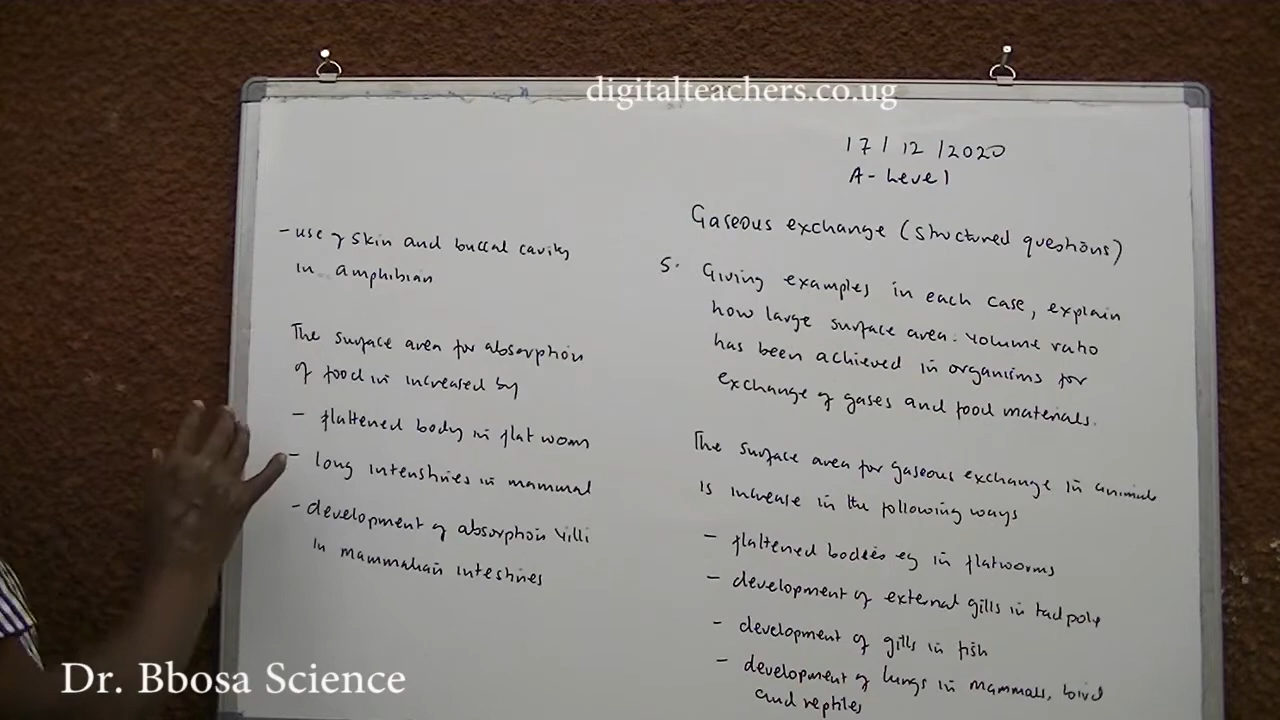 digitalteachers.co.ug
17/12/2020
A-Level
Gaseous exchange (structured questions)
5. Giving examples in each case, explain
how large surface area: volume ratio
has been achieved in organisms for
exchange of gases and food materials.
The surface area for gaseous exchange in animals
is increase in the following ways
- flattened bodies eg in flatworms
- development of external gills in tadpole
- development of gills in fish
- development of lungs in mammals, bird
and reptiles
- use of skin and buccal cavity
in amphibian
The surface area for absorption
of food in increased by
- flattened body in flat worm
- long intenstines in mammal
- development of absorption villi
in mammalian intestines
Dr. Bbosa Science